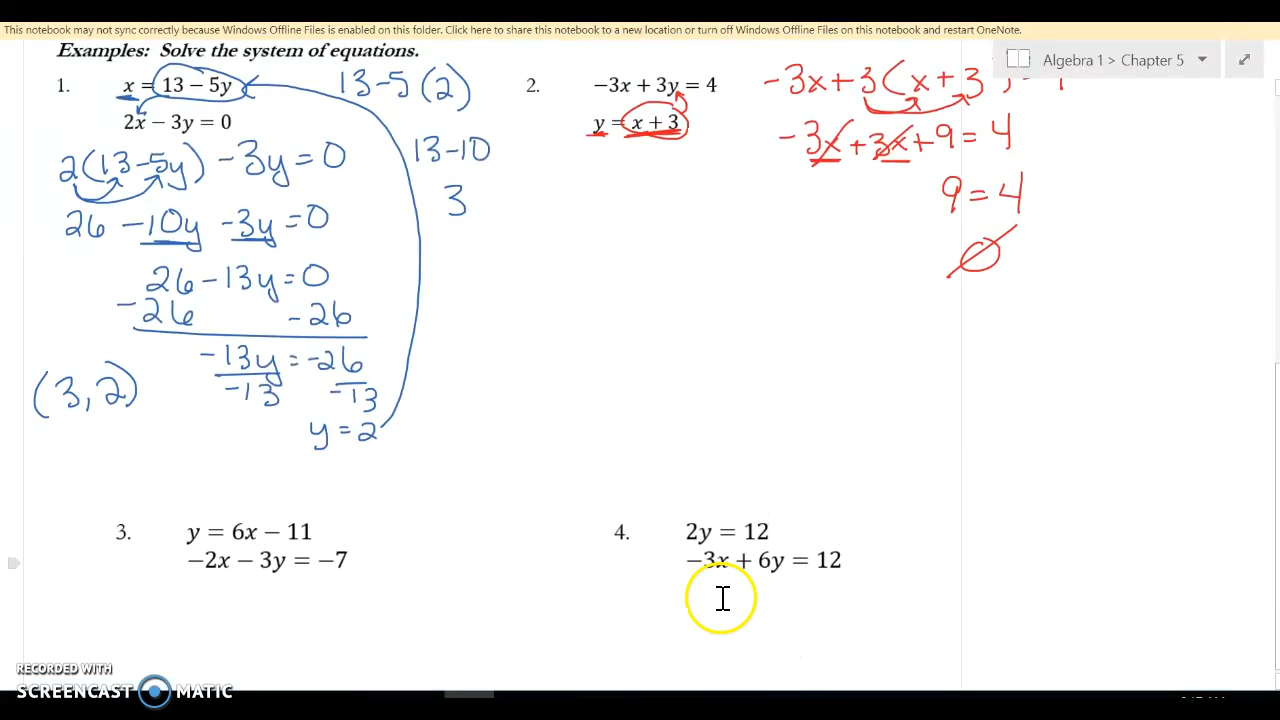 This notebook may not sync correctly because Windows Offline Files is enabled on this folder. Click here to share this notebook to a new location or turn off Windows Offline Files on this notebook and restart OneNote.
Algebra 1 > Chapter 5
Examples: Solve the system of equations.
1. x = 13 − 5y
2x − 3y = 0
13-5(2)
13-10
3
2(13-5y) -3y=0
26 -10y -3y=0
26-13y=0
-26 -26
-13y=-26
-13 -13
y=2
(3,2)
2. −3x + 3y = 4
y = x + 3
-3x+3(x+3)
-3x+3x+9=4
9=4
∅
3. y = 6x − 11
−2x − 3y = −7
4. 2y = 12
−3x + 6y = 12
RECORDED WITH
SCREENCAST MATIC